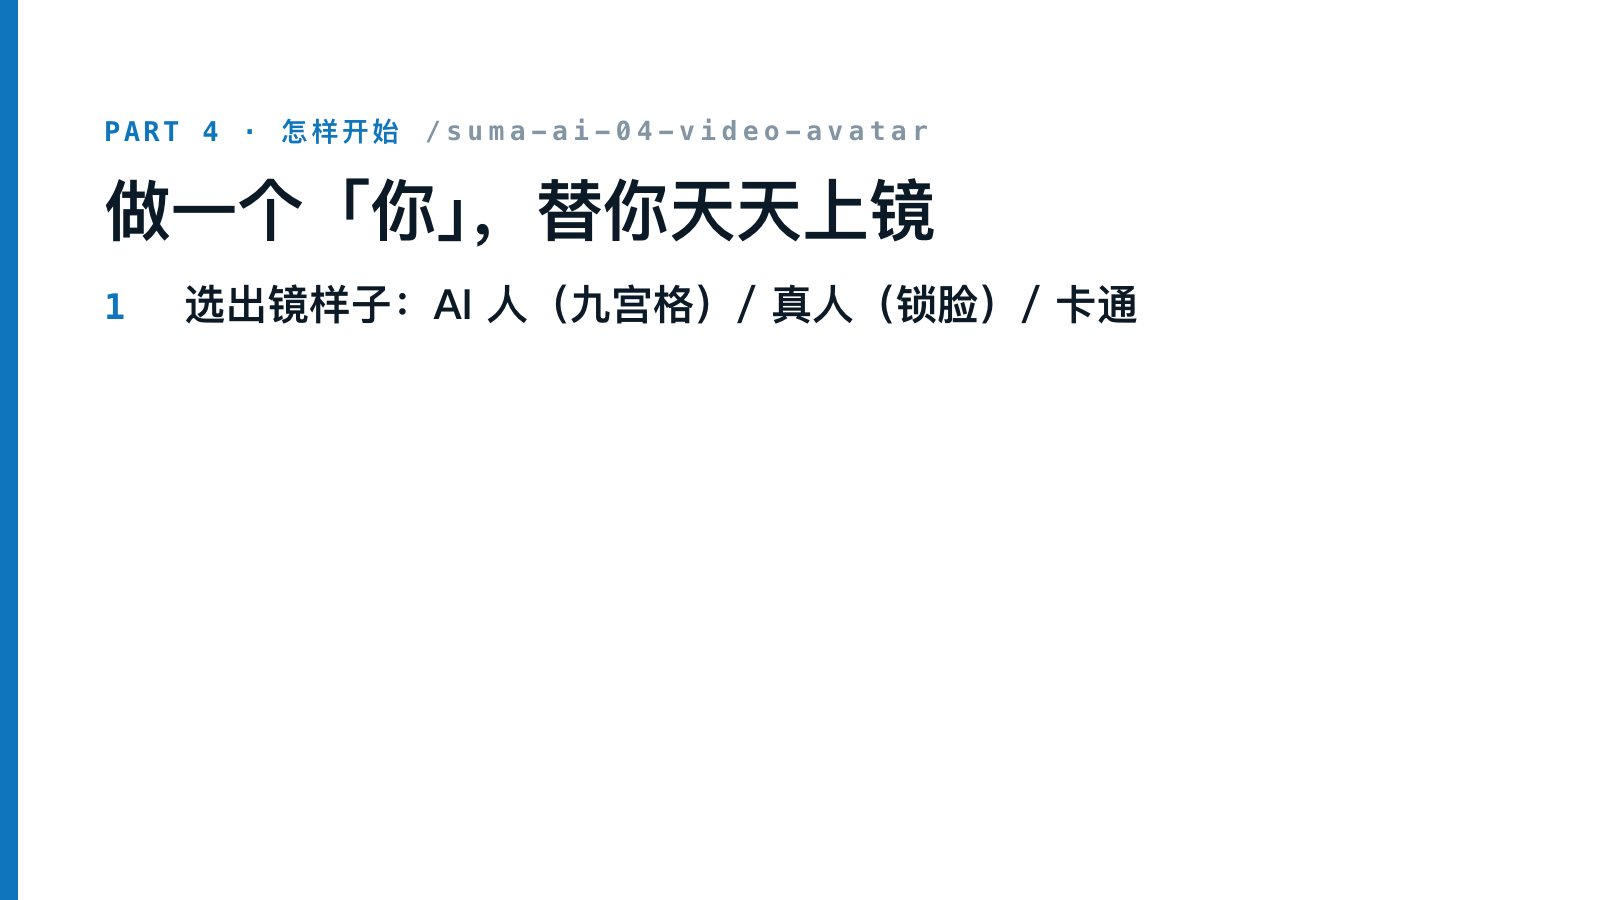 PART 4 · 怎样开始 /suma-ai-04-video-avatar
做一个「你」，替你天天上镜
1 选出镜样子：AI 人（九宫格）/ 真人（锁脸）/ 卡通